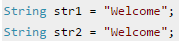 String str1 = "Welcome";
String str2 = "Welcome";